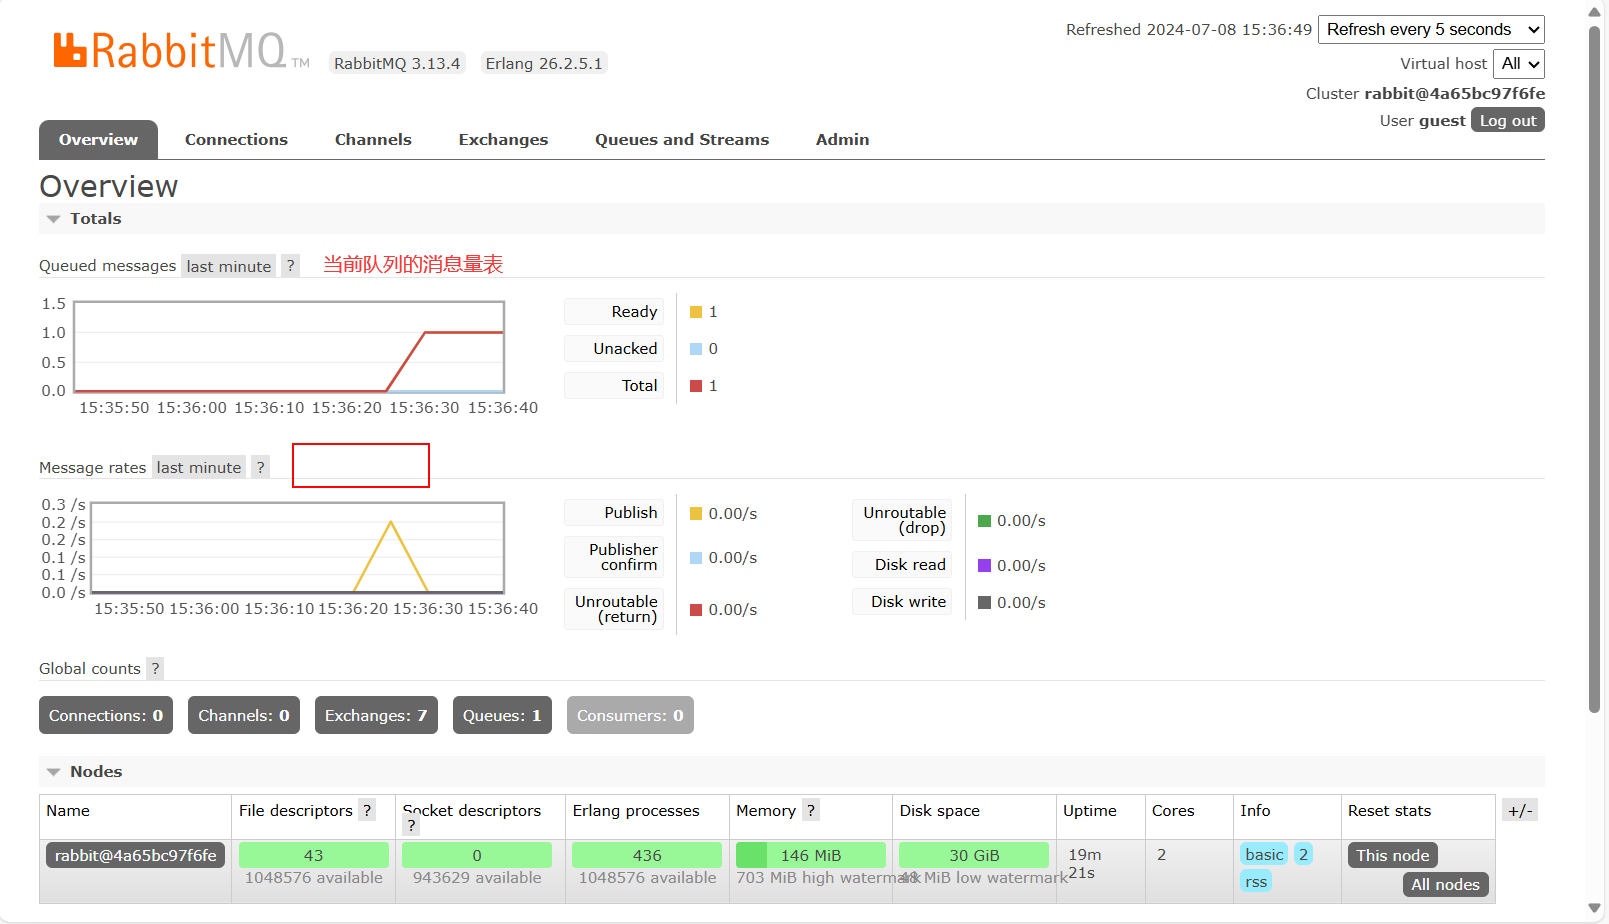 RabbitMQ TM RabbitMQ 3.13.4 Erlang 26.2.5.1
Refreshed 2024-07-08 15:36:49 Refresh every 5 seconds
Virtual host All
Cluster rabbit@4a65bc97f6fe
User guest Log out
Overview Connections Channels Exchanges Queues and Streams Admin
Overview
Totals
Queued messages last minute ? 当前队列的消息量表
1.5
1.0
0.5
0.0
15:35:50 15:36:00 15:36:10 15:36:20 15:36:30 15:36:40
Ready 1
Unacked 0
Total 1
Message rates last minute ?
0.3 /s
0.2 /s
0.2 /s
0.1 /s
0.1 /s
0.0 /s
15:35:50 15:36:00 15:36:10 15:36:20 15:36:30 15:36:40
Publish 0.00/s
Publisher
confirm 0.00/s
Unroutable
(return) 0.00/s
Unroutable
(drop) 0.00/s
Disk read 0.00/s
Disk write 0.00/s
Global counts ?
Connections: 0 Channels: 0 Exchanges: 7 Queues: 1 Consumers: 0
Nodes
Name File descriptors ? Socket descriptors ? Erlang processes Memory ? Disk space Uptime Cores Info Reset stats +/-
rabbit@4a65bc97f6fe 43 0 436 146 MiB 30 GiB 19m 2 basic 2 This node
1048576 available 943629 available 1048576 available 703 MiB high watermark 48 MiB low watermark 21s rss All nodes